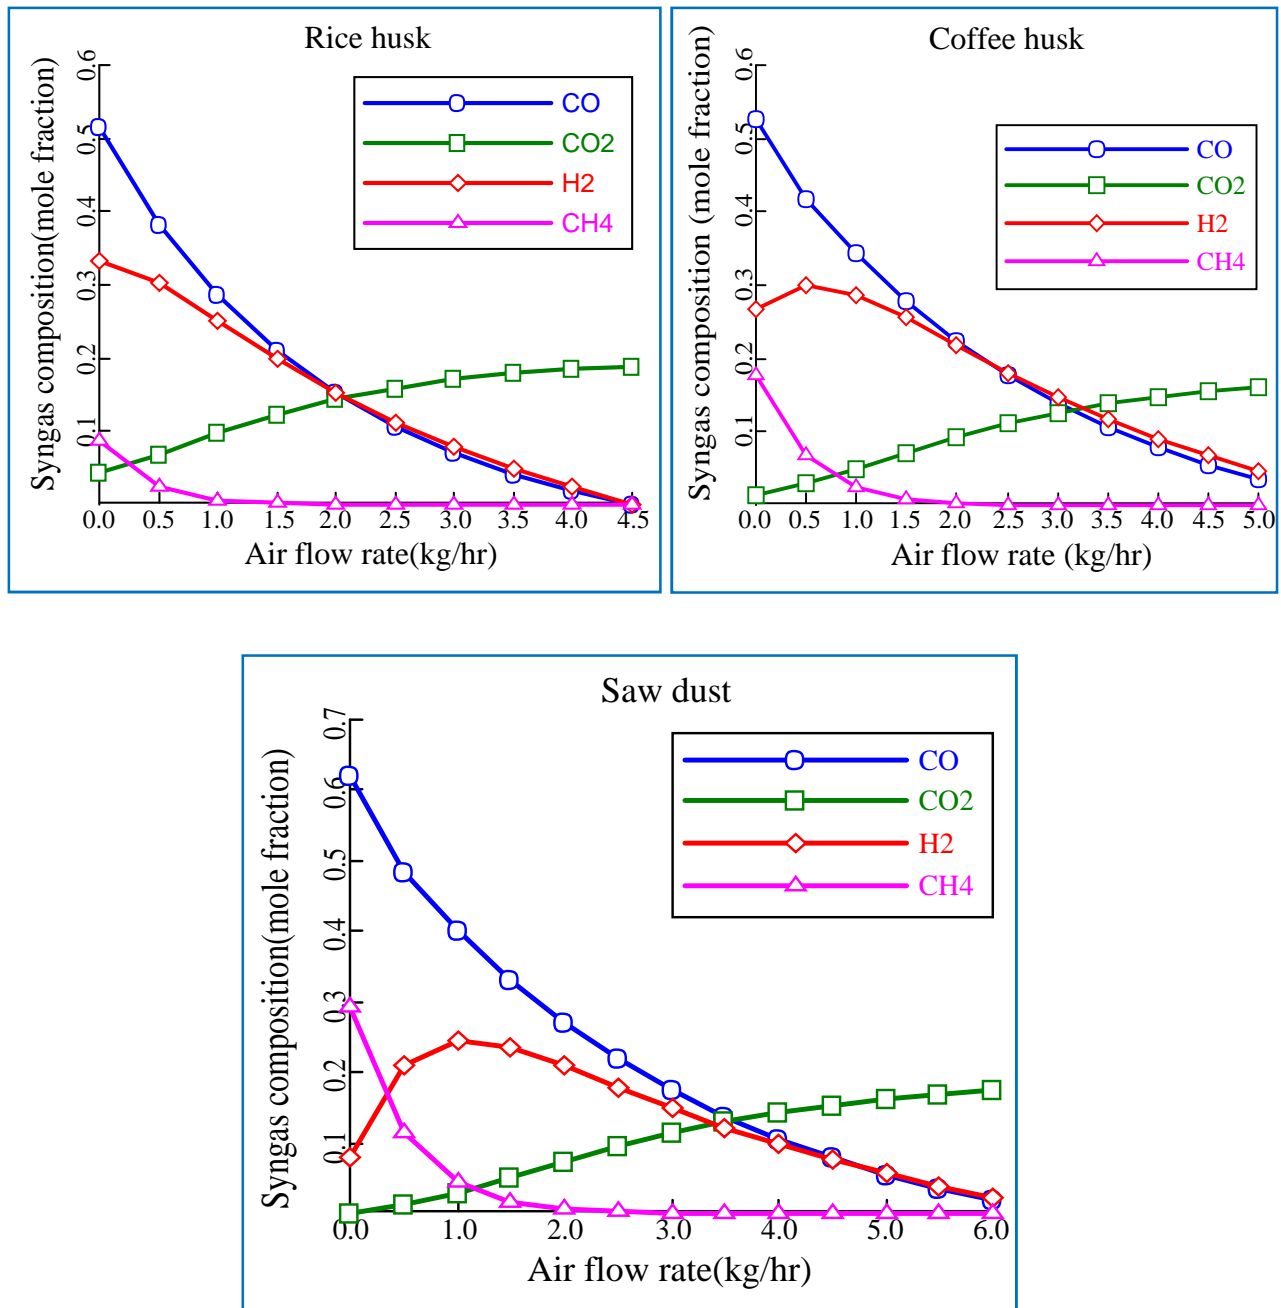 Rice husk
Syngas composition(mole fraction)
0.6
0.5
0.4
0.3
0.2
0.1
CO
CO2
H2
CH4
0.0 0.5 1.0 1.5 2.0 2.5 3.0 3.5 4.0 4.5
Air flow rate(kg/hr)
Coffee husk
Syngas composition (mole fraction)
0.6
0.5
0.4
0.3
0.2
0.1
CO
CO2
H2
CH4
0.0 0.5 1.0 1.5 2.0 2.5 3.0 3.5 4.0 4.5 5.0
Air flow rate (kg/hr)
Saw dust
Syngas composition(mole fraction)
0.7
0.6
0.5
0.4
0.3
0.2
0.1
CO
CO2
H2
CH4
0.0 1.0 2.0 3.0 4.0 5.0 6.0
Air flow rate(kg/hr)